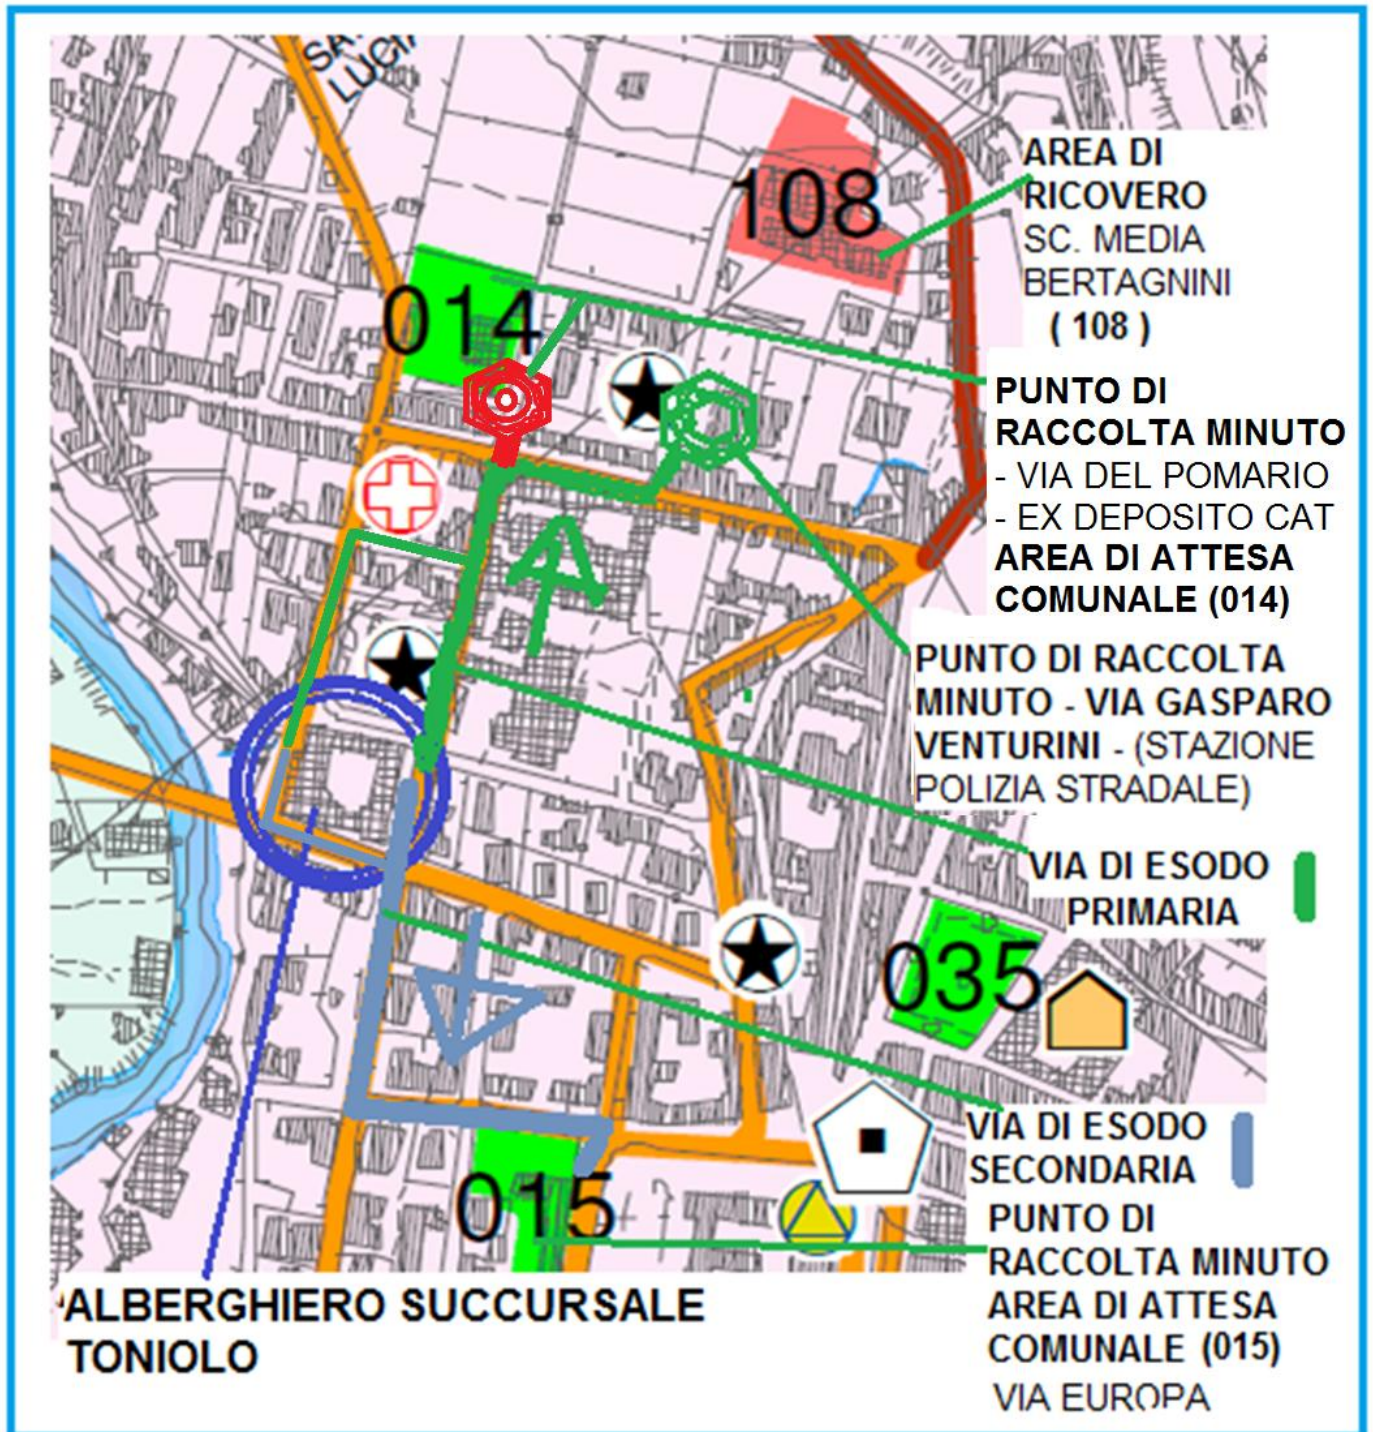 SA
LUCIA
108
AREA DI
RICOVERO
SC. MEDIA
BERTAGNINI
( 108 )
014
PUNTO DI
RACCOLTA MINUTO
- VIA DEL POMARIO
- EX DEPOSITO CAT
AREA DI ATTESA
COMUNALE (014)
PUNTO DI RACCOLTA
MINUTO - VIA GASPARO
VENTURINI - (STAZIONE
POLIZIA STRADALE)
VIA DI ESODO
PRIMARIA
035
VIA DI ESODO
SECONDARIA
015
PUNTO DI
RACCOLTA MINUTO
AREA DI ATTESA
COMUNALE (015)
VIA EUROPA
ALBERGHIERO SUCCURSALE
TONIOLO